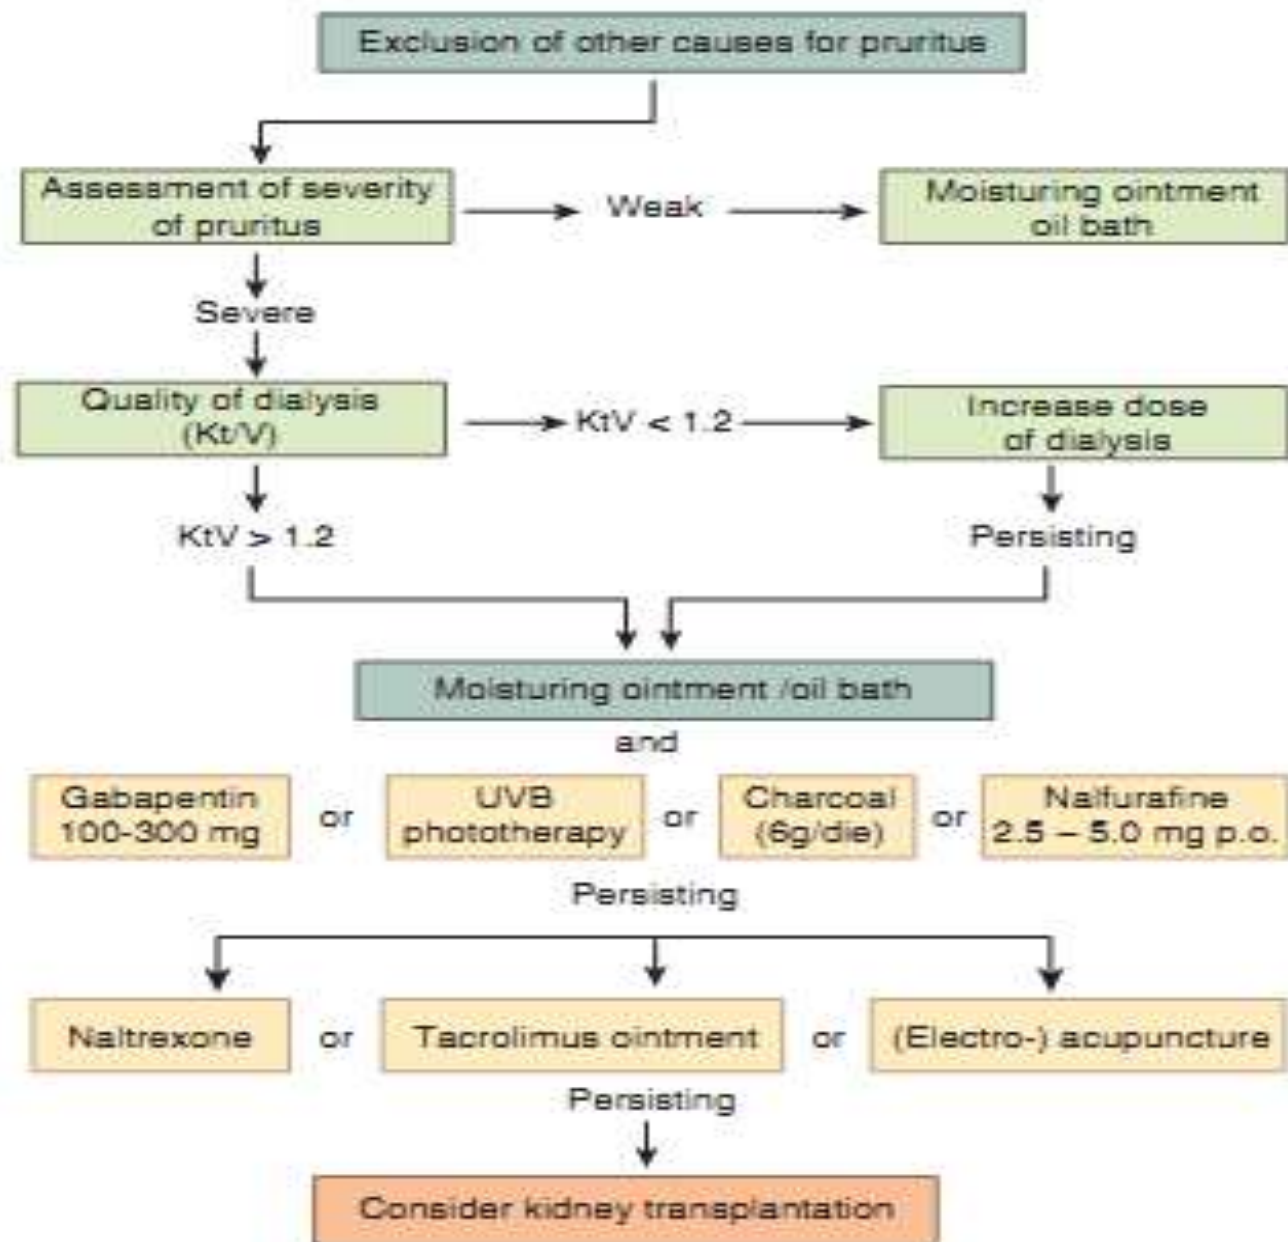 Exclusion of other causes for pruritus
Assessment of severity
of pruritus
Weak
Moisturing ointment
oil bath
Severe
Quality of dialysis
(Kt/V)
KtV < 1.2
Increase dose
of dialysis
KtV > 1.2
Persisting
Moisturing ointment /oil bath
and
Gabapentin
100-300 mg
or
UVB
phototherapy
or
Charcoal
(6g/die)
or
Nalfurafine
2.5 – 5.0 mg p.o.
Persisting
Naltrexone
or
Tacrolimus ointment
or
(Electro-) acupuncture
Persisting
Consider kidney transplantation